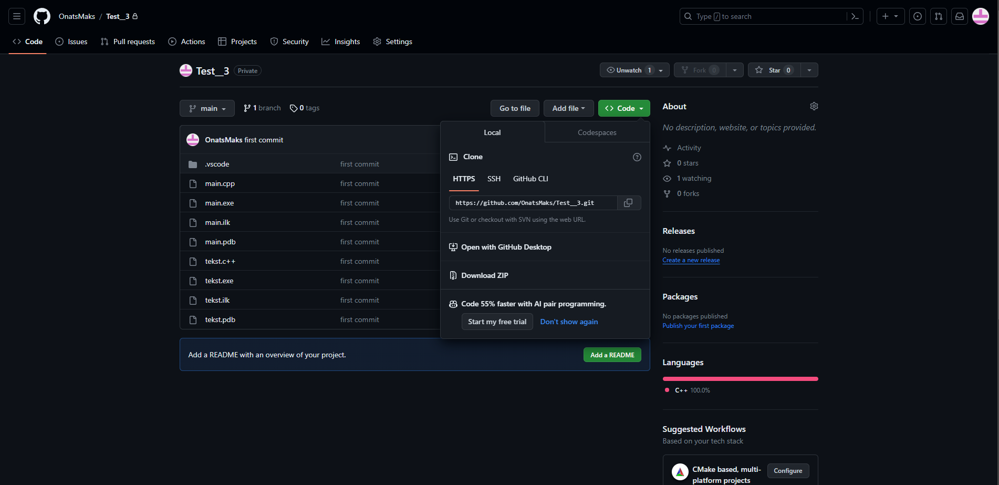 OnatsMaks / Test__3
Type / to search
Code Issues Pull requests Actions Projects Security Insights Settings
Test__3 Private
Unwatch 1 Fork 0 Star 0
main 1 branch 0 tags
Go to file Add file Code
OnatsMaks first commit
.vscode first commit
main.cpp first commit
main.exe first commit
main.ilk first commit
main.pdb first commit
tekst.c++ first commit
tekst.exe first commit
tekst.ilk first commit
tekst.pdb first commit
Local Codespaces
Clone
HTTPS SSH GitHub CLI
https://github.com/OnatsMaks/Test__3.git
Use Git or checkout with SVN using the web URL.
Open with GitHub Desktop
Download ZIP
Code 55% faster with AI pair programming.
Start my free trial Don't show again
Add a README with an overview of your project. Add a README
About
No description, website, or topics provided.
Activity
0 stars
1 watching
0 forks
Releases
No releases published
Create a new release
Packages
No packages published
Publish your first package
Languages
C++ 100.0%
Suggested Workflows
Based on your tech stack
CMake based, multi-
platform projects
Configure